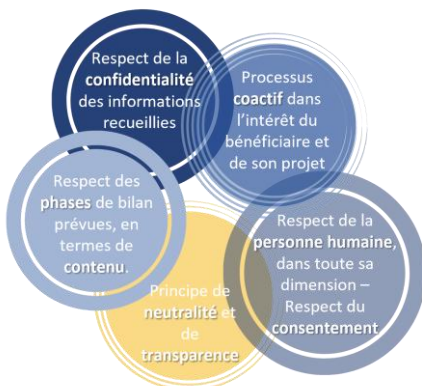 Respect de la
confidentialité
des informations
recueillies
Processus
coactif dans
l'intérêt du
bénéficiaire et
de son projet
Respect de la
personne humaine,
dans toute sa
dimension –
Respect du
consentement
Principe de
neutralité et
de
transparence
Respect des
phases de bilan
prévues, en
termes de
contenu.